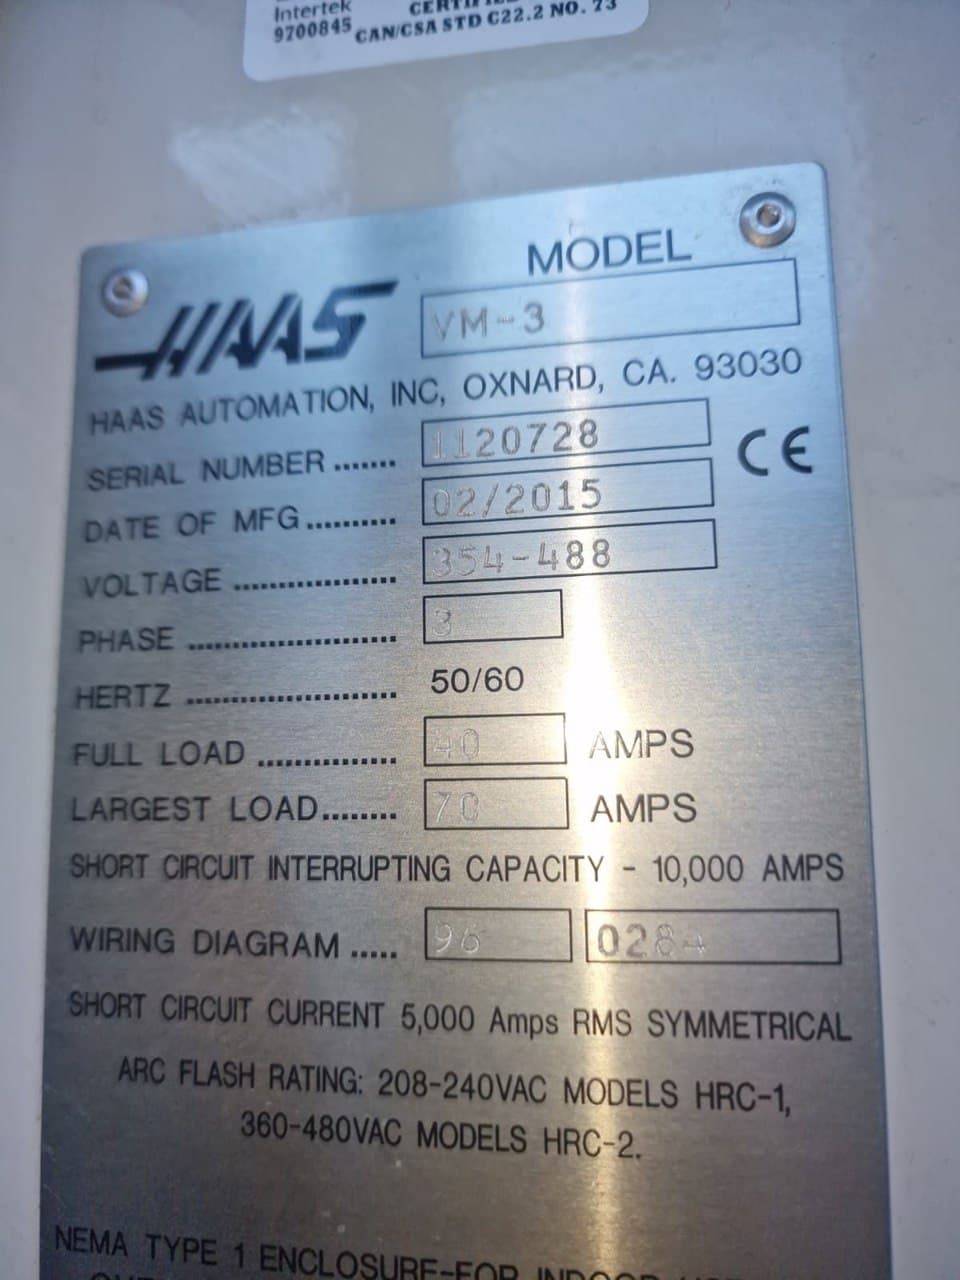 Intertek
9700845
CAN/CSA STD C22.2 NO. 73
MODEL
HAAS
VM-3
HAAS AUTOMATION, INC, OXNARD, CA. 93030
SERIAL NUMBER ....... 1120728
CE
DATE OF MFG.......... 02/2015
VOLTAGE .................. 354-488
PHASE ....................... 3
HERTZ ....................... 50/60
FULL LOAD ............... 40 AMPS
LARGEST LOAD........ 70 AMPS
SHORT CIRCUIT INTERRUPTING CAPACITY - 10,000 AMPS
WIRING DIAGRAM ..... 96 0284
SHORT CIRCUIT CURRENT 5,000 Amps RMS SYMMETRICAL
ARC FLASH RATING: 208-240VAC MODELS HRC-1,
360-480VAC MODELS HRC-2.
NEMA TYPE 1 ENCLOSURE-FOR INDOOR